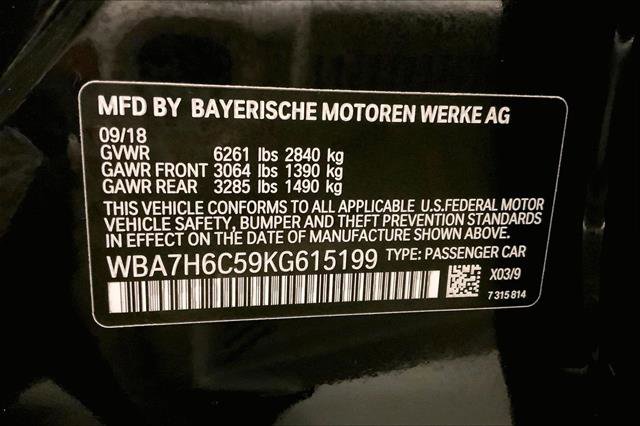 MFD BY BAYERISCHE MOTOREN WERKE AG
09/18
GVWR 6261 lbs 2840 kg
GAWR FRONT 3064 lbs 1390 kg
GAWR REAR 3285 lbs 1490 kg
THIS VEHICLE CONFORMS TO ALL APPLICABLE U.S.FEDERAL MOTOR
VEHICLE SAFETY, BUMPER AND THEFT PREVENTION STANDARDS
IN EFFECT ON THE DATE OF MANUFACTURE SHOWN ABOVE.
WBA7H6C59KG615199 TYPE: PASSENGER CAR
X03/9
7 315 814